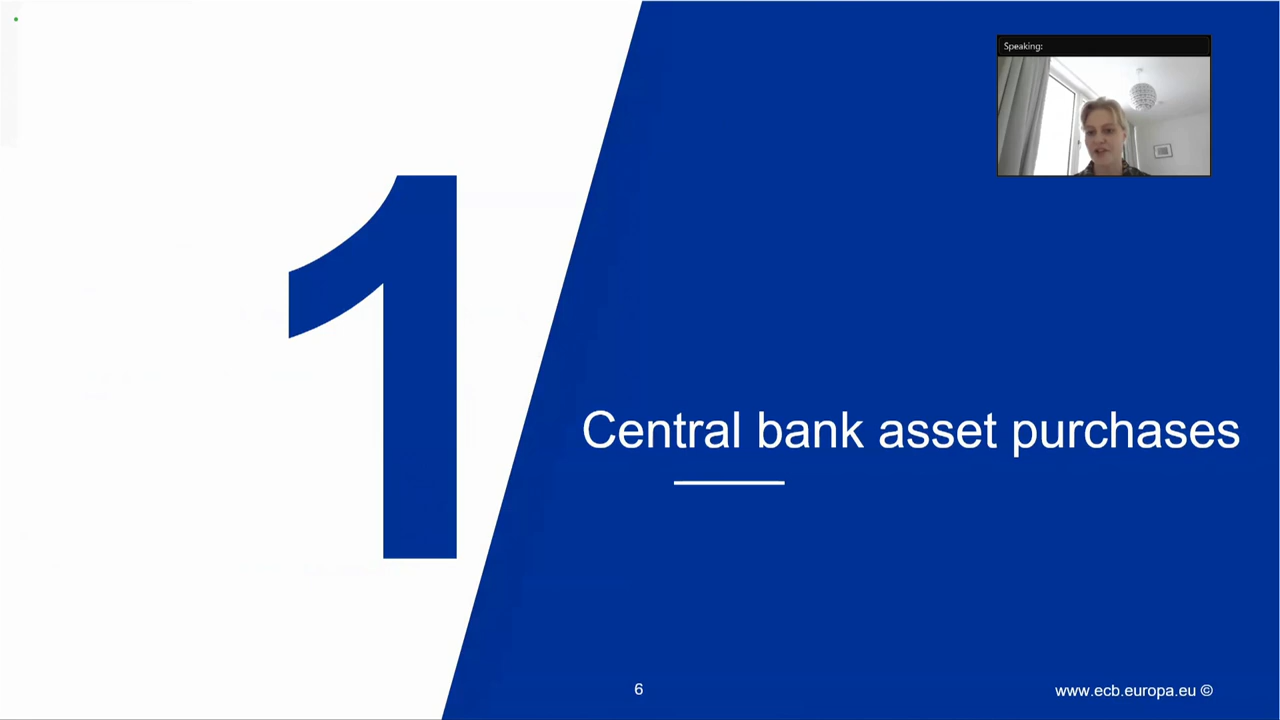 Speaking:
1
Central bank asset purchases
6
www.ecb.europa.eu ©